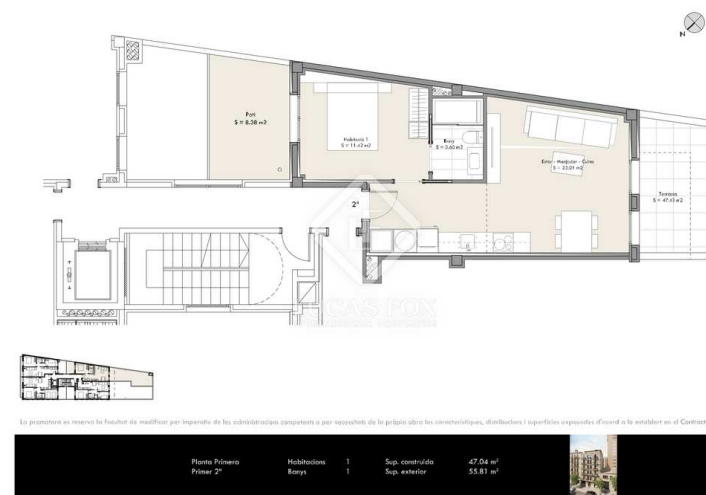 N
Pati
S = 8.38 m2
Habitació 1
S = 11.42 m2
Bany
S = 3.60 m2
Estar - Menjador - Cuina
S = 23.01 m2
Terrassa
S = 47.43 m2
2ª
LUCAS FOX
La promotora es reserva la facultat de modificar per imperatiu de les administracions competents o per necessitats de la pròpia obra les característiques, distribucions i superfícies exposades d'acord a lo establert en el Contracte
Planta Primera Habitacions 1 Sup. construïda 47.04 m²
Primer 2ª Banys 1 Sup. exterior 55.81 m²